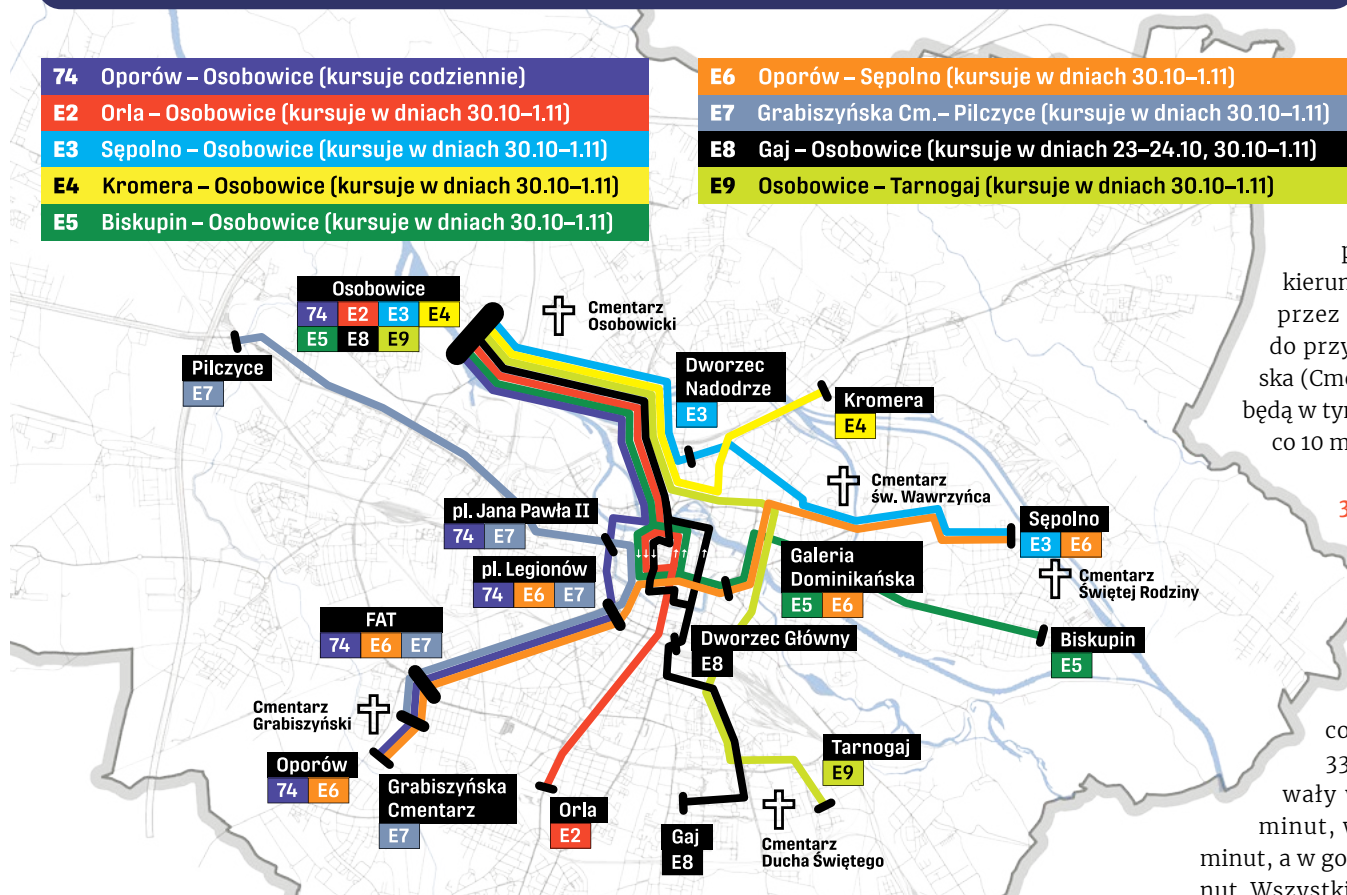 74 Oporów – Osobowice (kursuje codziennie)
E2 Orla – Osobowice (kursuje w dniach 30.10–1.11)
E3 Sępolno – Osobowice (kursuje w dniach 30.10–1.11)
E4 Kromera – Osobowice (kursuje w dniach 30.10–1.11)
E5 Biskupin – Osobowice (kursuje w dniach 30.10–1.11)
E6 Oporów – Sępolno (kursuje w dniach 30.10–1.11)
E7 Grabiszyńska Cm.– Pilczyce (kursuje w dniach 30.10–1.11)
E8 Gaj – Osobowice (kursuje w dniach 23–24.10, 30.10–1.11)
E9 Osobowice – Tarnogaj (kursuje w dniach 30.10–1.11)
Osobowice
74 E2 E3 E4
E5 E8 E9
Cmentarz
Osobowicki
Pilczyce
E7
Dworzec
Nadodrze
E3
Kromera
E4
Cmentarz
św. Wawrzyńca
Sępolno
E3 E6
Cmentarz
Świętej Rodziny
pl. Jana Pawła II
74 E7
pl. Legionów
74 E6 E7
Galeria
Dominikańska
E5 E6
FAT
74 E6 E7
Dworzec Główny
E8
Biskupin
E5
Cmentarz
Grabiszyński
Oporów
74 E6
Grabiszyńska
Cmentarz
E7
Orla
E2
Gaj
E8
Tarnogaj
E9
Cmentarz
Ducha Świętego
p
kierun
przez
do przy
ska (Cme
będą w tyr
co 10 m
3
co
33
wały w
minut, v
minut, a w go
nut. Wszystki